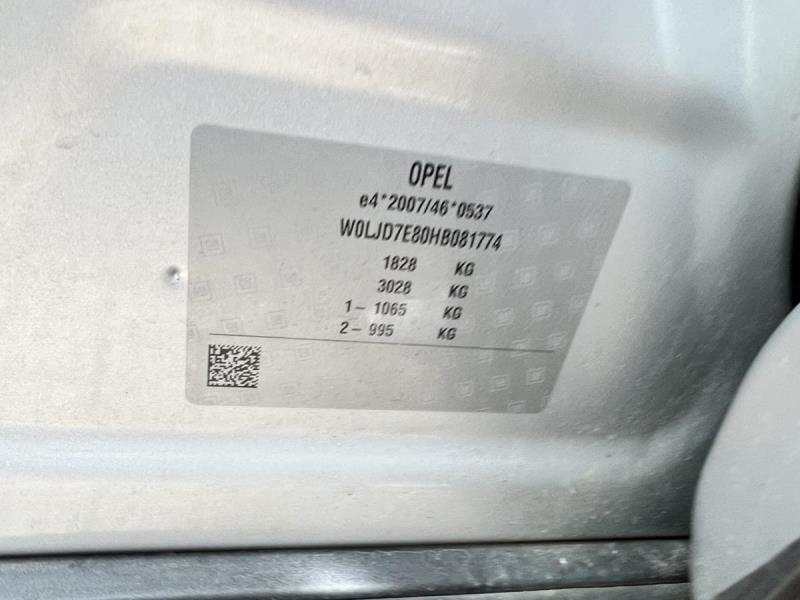 OPEL
e4*2007/46*0537
W0LJD7E80HB081774
1828 KG
3028 KG
1- 1065 KG
2- 995 KG